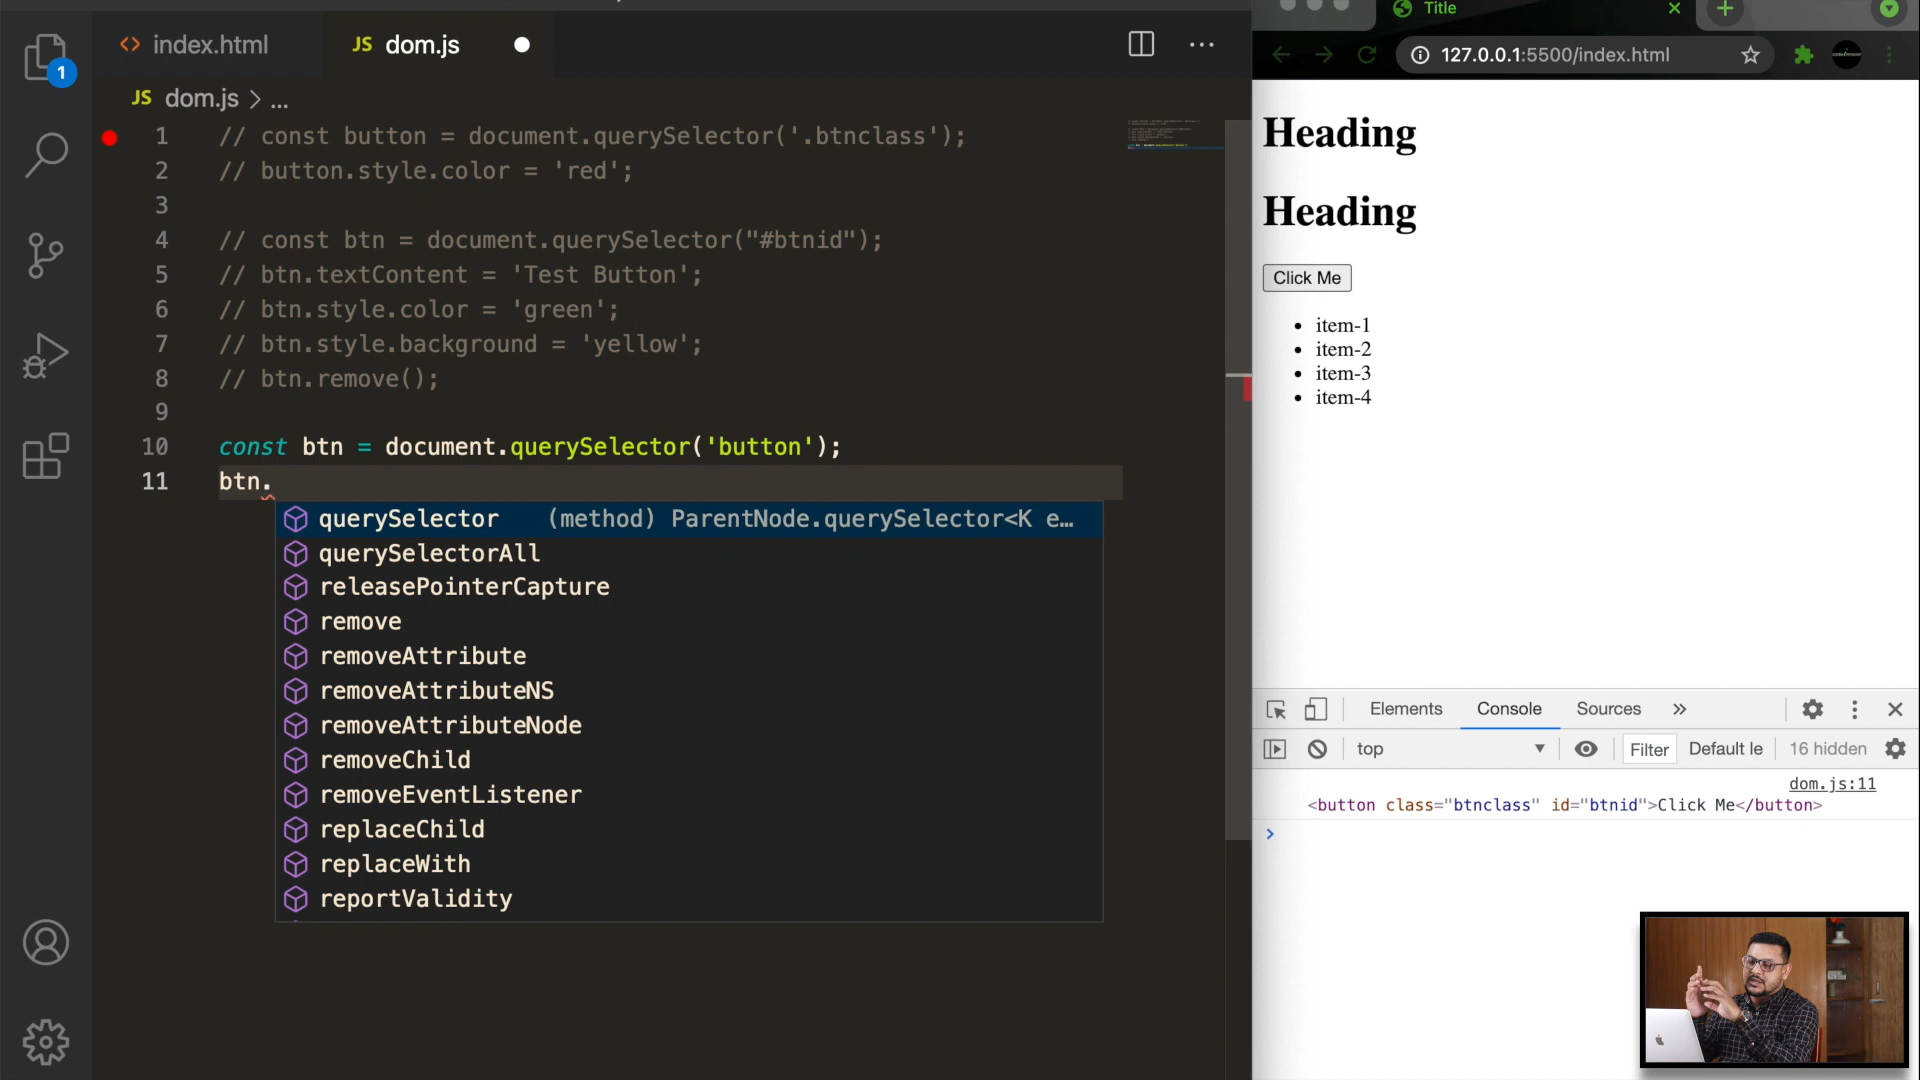 index.html
JS dom.js
1
JS dom.js > ...
1 // const button = document.querySelector('.btnclass');
2 // button.style.color = 'red';
3
4 // const btn = document.querySelector("#btnid");
5 // btn.textContent = 'Test Button';
6 // btn.style.color = 'green';
7 // btn.style.background = 'yellow';
8 // btn.remove();
9
10 const btn = document.querySelector('button');
11 btn.
querySelector (method) ParentNode.querySelector<K e…
querySelectorAll
releasePointerCapture
remove
removeAttribute
removeAttributeNS
removeAttributeNode
removeChild
removeEventListener
replaceChild
replaceWith
reportValidity
Title
127.0.0.1:5500/index.html
Heading
Heading
Click Me
item-1
item-2
item-3
item-4
Elements Console Sources »
top Filter Default le 16 hidden
dom.js:11
<button class="btnclass" id="btnid">Click Me</button>
>